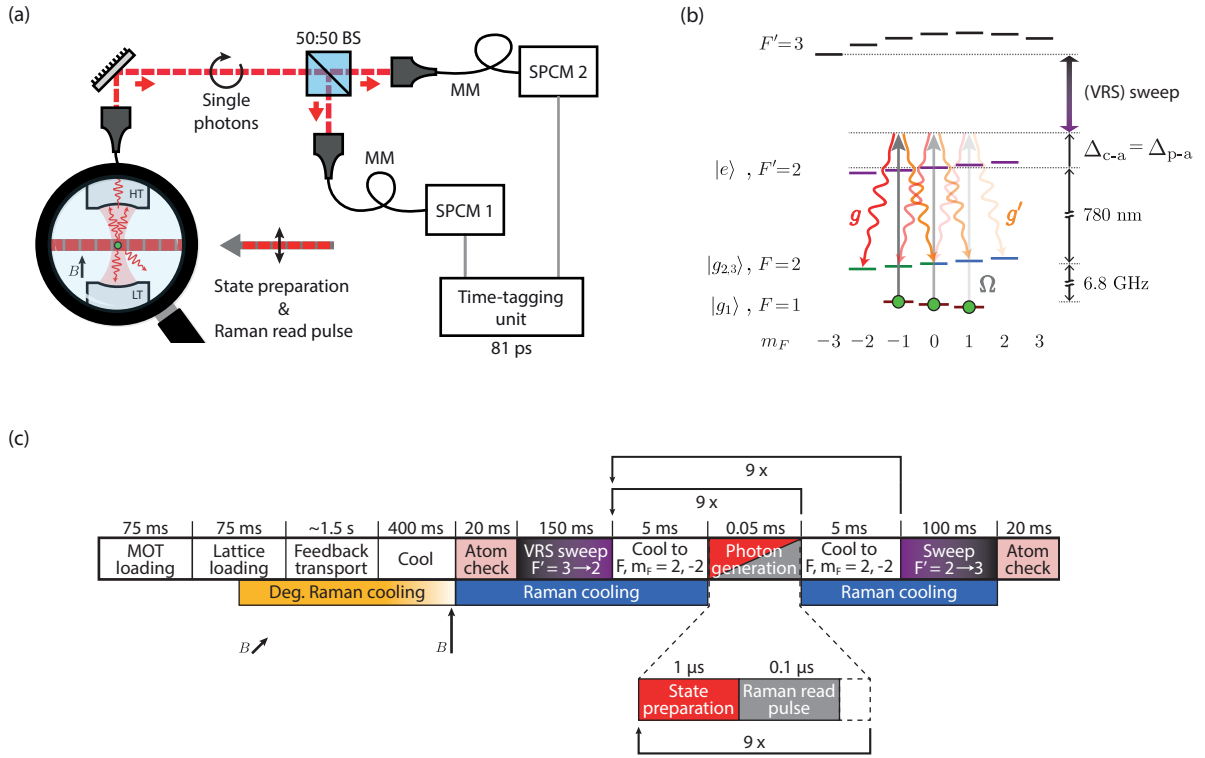 (a)
50:50 BS
SPCM 2
MM
Single
photons
MM
SPCM 1
HT
B
LT
State preparation
&
Raman read pulse
Time-tagging
unit
81 ps
(b)
F′=3
(VRS) sweep
Δc-a = Δp-a
|e⟩ , F′=2
g
g′
780 nm
|g2,3⟩, F=2
Ω
6.8 GHz
|g1⟩, F=1
mF −3 −2 −1 0 1 2 3
(c)
9 x
9 x
75 ms 75 ms ~1.5 s 400 ms 20 ms 150 ms 5 ms 0.05 ms 5 ms 100 ms 20 ms
MOT
loading
Lattice
loading
Feedback
transport
Cool
Atom
check
VRS sweep
F′ = 3→2
Cool to
F, mF = 2, -2
Photon
generation
Cool to
F, mF = 2, -2
Sweep
F′ = 2→3
Atom
check
Deg. Raman cooling
Raman cooling
Raman cooling
B
B
1 μs
0.1 μs
State
preparation
Raman read
pulse
9 x